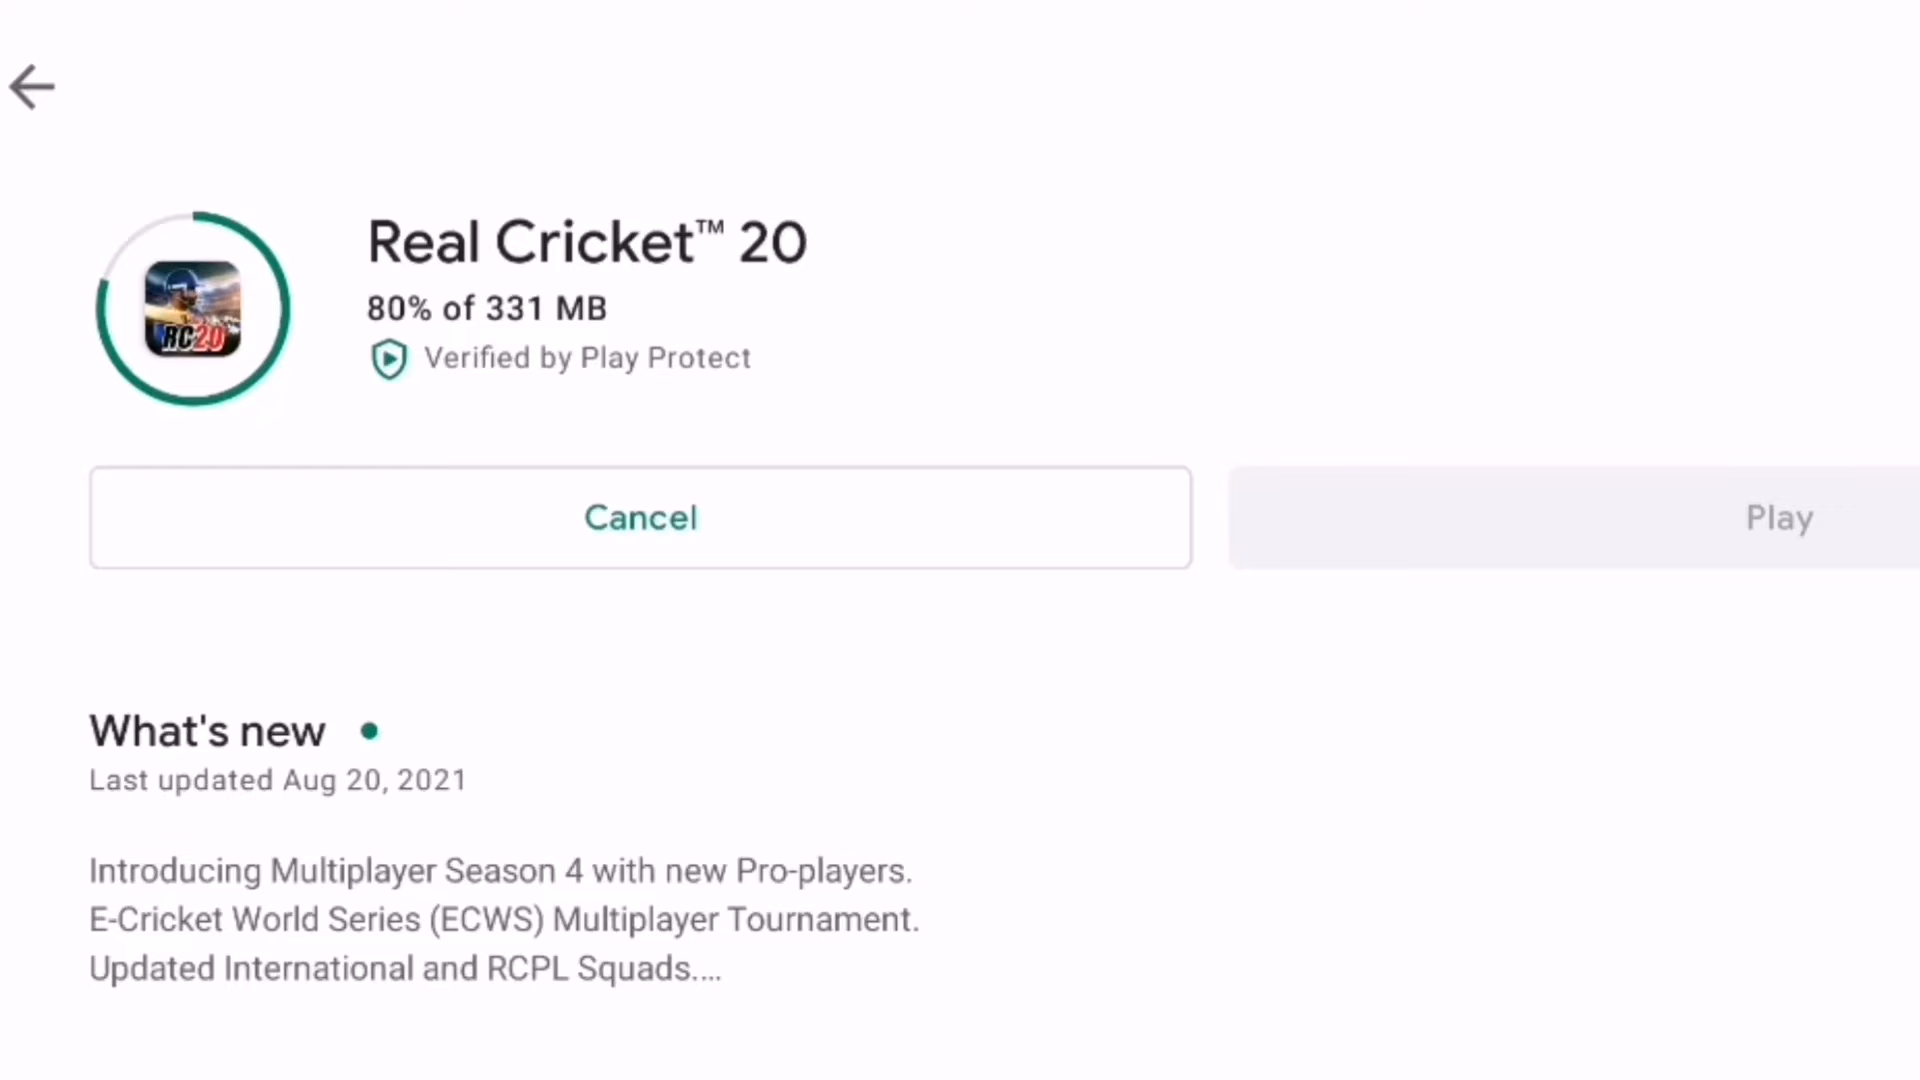 Real Cricket™ 20
80% of 331 MB
RC20
Verified by Play Protect
Cancel
Play
What's new
Last updated Aug 20, 2021
Introducing Multiplayer Season 4 with new Pro-players.
E-Cricket World Series (ECWS) Multiplayer Tournament.
Updated International and RCPL Squads....